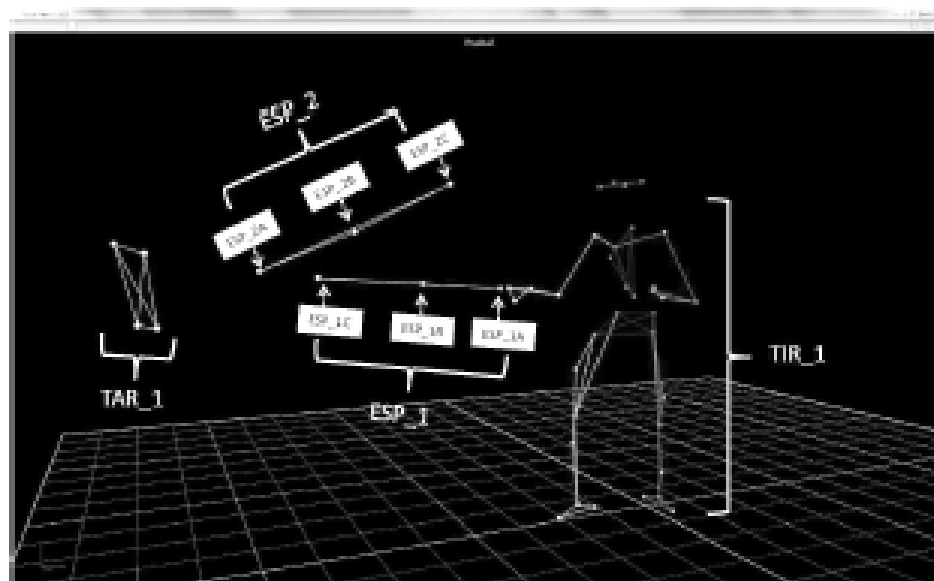 ESP_2
ESP_2C
ESP_2B
ESP_2A
ESP_1C
ESP_1B
ESP_1A
TIR_1
TAR_1
ESP_1